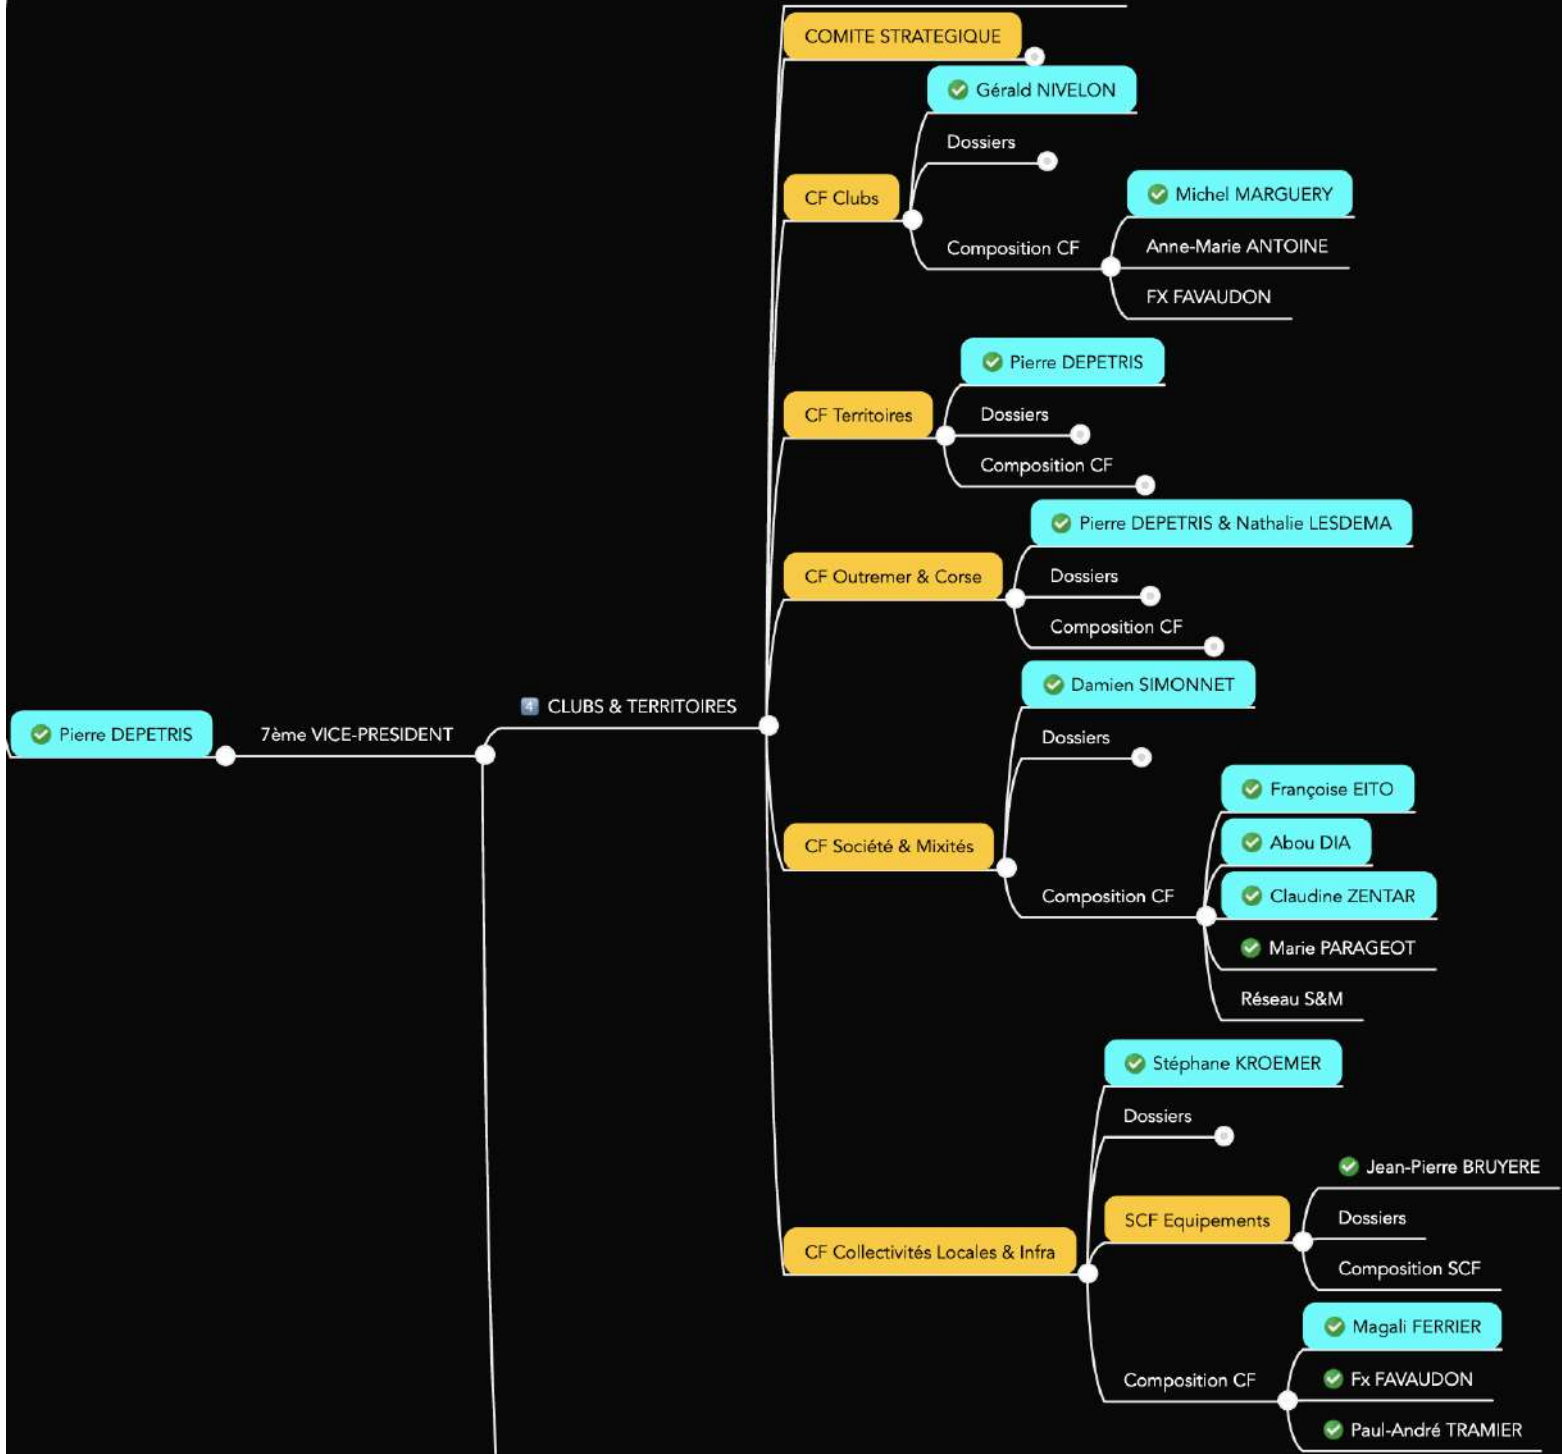 COMITE STRATEGIQUE
Gérald NIVELON
Dossiers
CF Clubs
Michel MARGUERY
Composition CF
Anne-Marie ANTOINE
FX FAVAUDON
Pierre DEPETRIS
CF Territoires
Dossiers
Composition CF
Pierre DEPETRIS & Nathalie LESDEMA
CF Outremer & Corse
Dossiers
Composition CF
Damien SIMONNET
4 CLUBS & TERRITOIRES
Pierre DEPETRIS
7ème VICE-PRESIDENT
Dossiers
Françoise EITO
CF Société & Mixités
Abou DIA
Composition CF
Claudine ZENTAR
Marie PARAGEOT
Réseau S&M
Stéphane KROEMER
Dossiers
Jean-Pierre BRUYERE
SCF Equipements
Dossiers
CF Collectivités Locales & Infra
Composition SCF
Magali FERRIER
Composition CF
Fx FAVAUDON
Paul-André TRAMIER